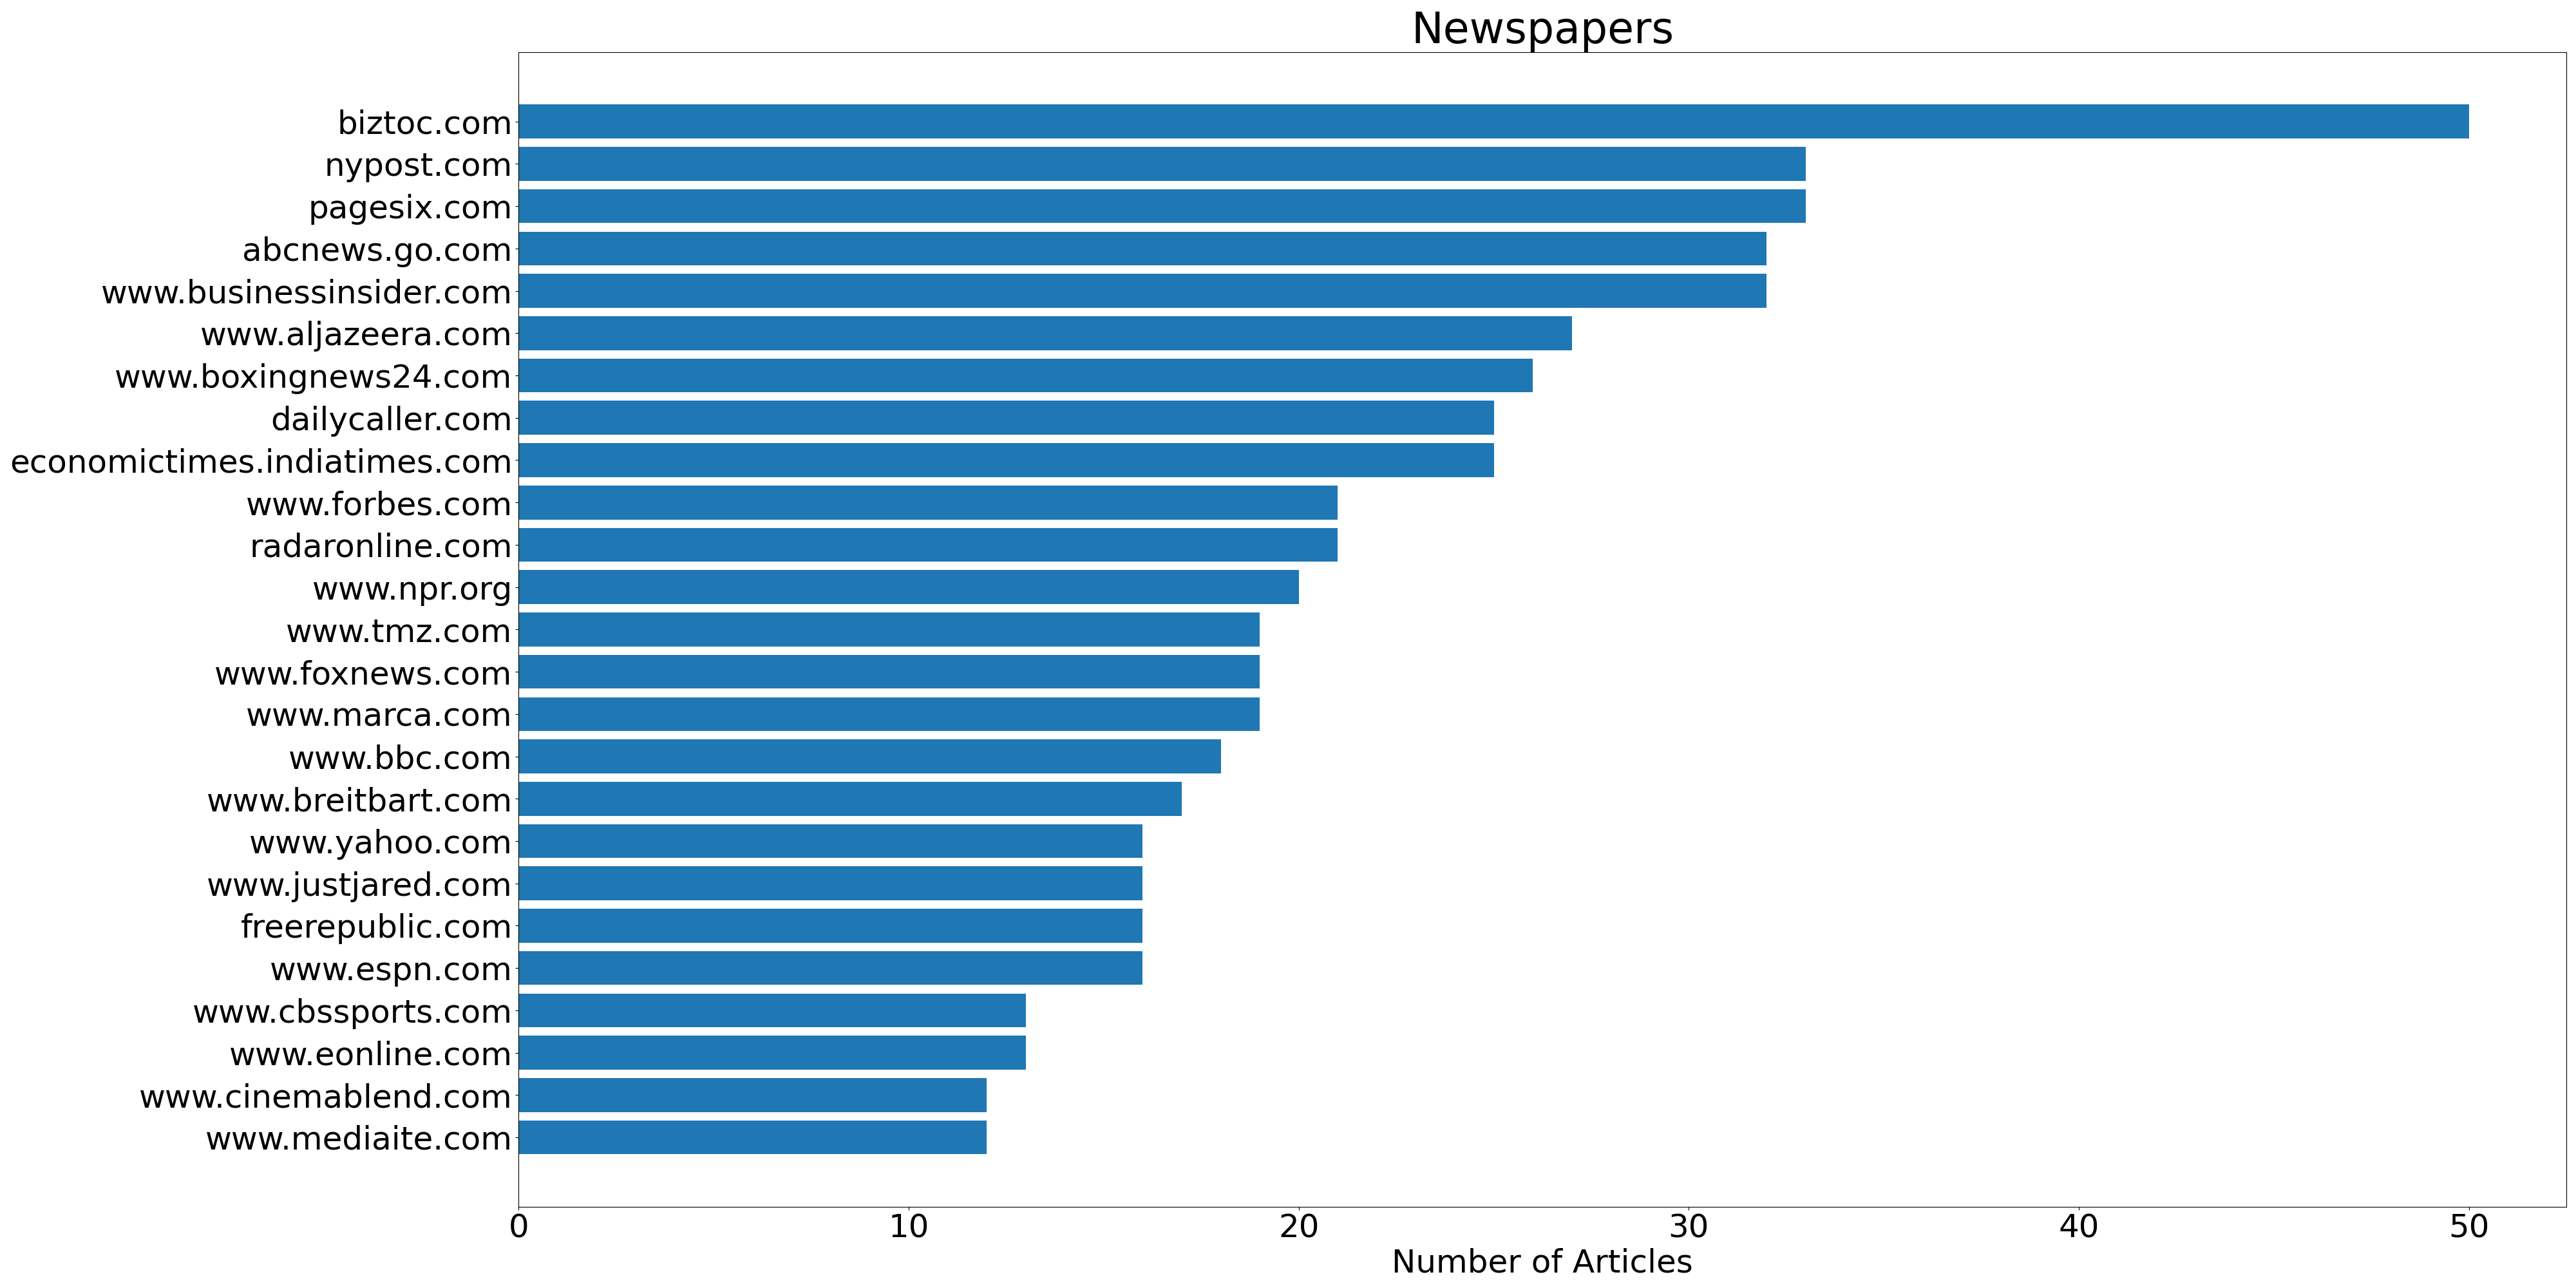 Newspapers
biztoc.com
nypost.com
pagesix.com
abcnews.go.com
www.businessinsider.com
www.aljazeera.com
www.boxingnews24.com
dailycaller.com
economictimes.indiatimes.com
www.forbes.com
radaronline.com
www.npr.org
www.tmz.com
www.foxnews.com
www.marca.com
www.bbc.com
www.breitbart.com
www.yahoo.com
www.justjared.com
freerepublic.com
www.espn.com
www.cbssports.com
www.eonline.com
www.cinemablend.com
www.mediaite.com
0 10 20 30 40 50
Number of Articles